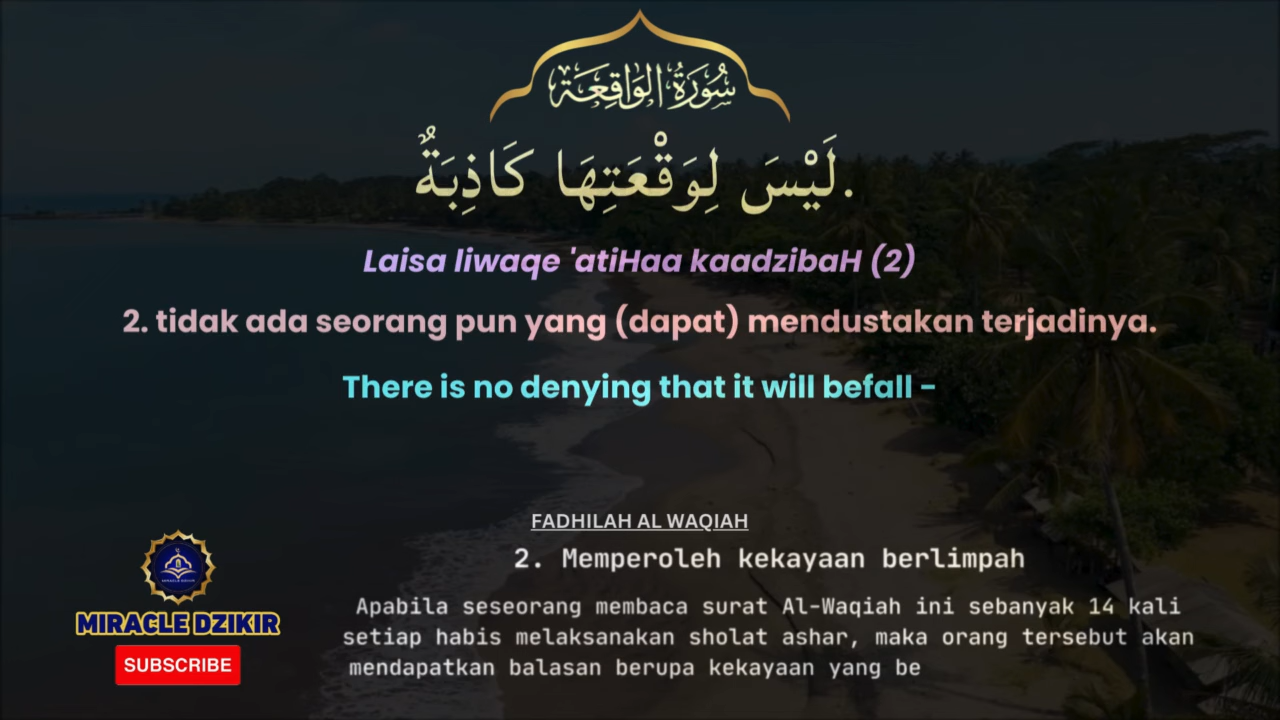 سُورَةُ الوَاقِعَة
.لَيْسَ لِوَقْعَتِهَا كَاذِبَةٌ
Laisa liwaqe 'atiHaa kaadzibaH (2)
2. tidak ada seorang pun yang (dapat) mendustakan terjadinya.
There is no denying that it will befall -
FADHILAH AL WAQIAH
2. Memperoleh kekayaan berlimpah
Apabila seseorang membaca surat Al-Waqiah ini sebanyak 14 kali
setiap habis melaksanakan sholat ashar, maka orang tersebut akan
mendapatkan balasan berupa kekayaan yang be
MIRACLE DZIKIR
MIRACLE DZIKIR
SUBSCRIBE